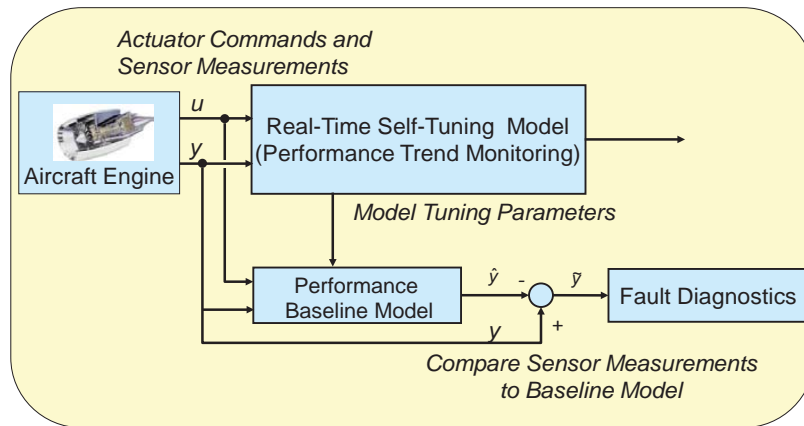 Actuator Commands and
Sensor Measurements
u
y
Aircraft Engine
Real-Time Self-Tuning Model
(Performance Trend Monitoring)
Model Tuning Parameters
Performance
Baseline Model
ŷ
-
ỹ
Fault Diagnostics
y
+
Compare Sensor Measurements
to Baseline Model